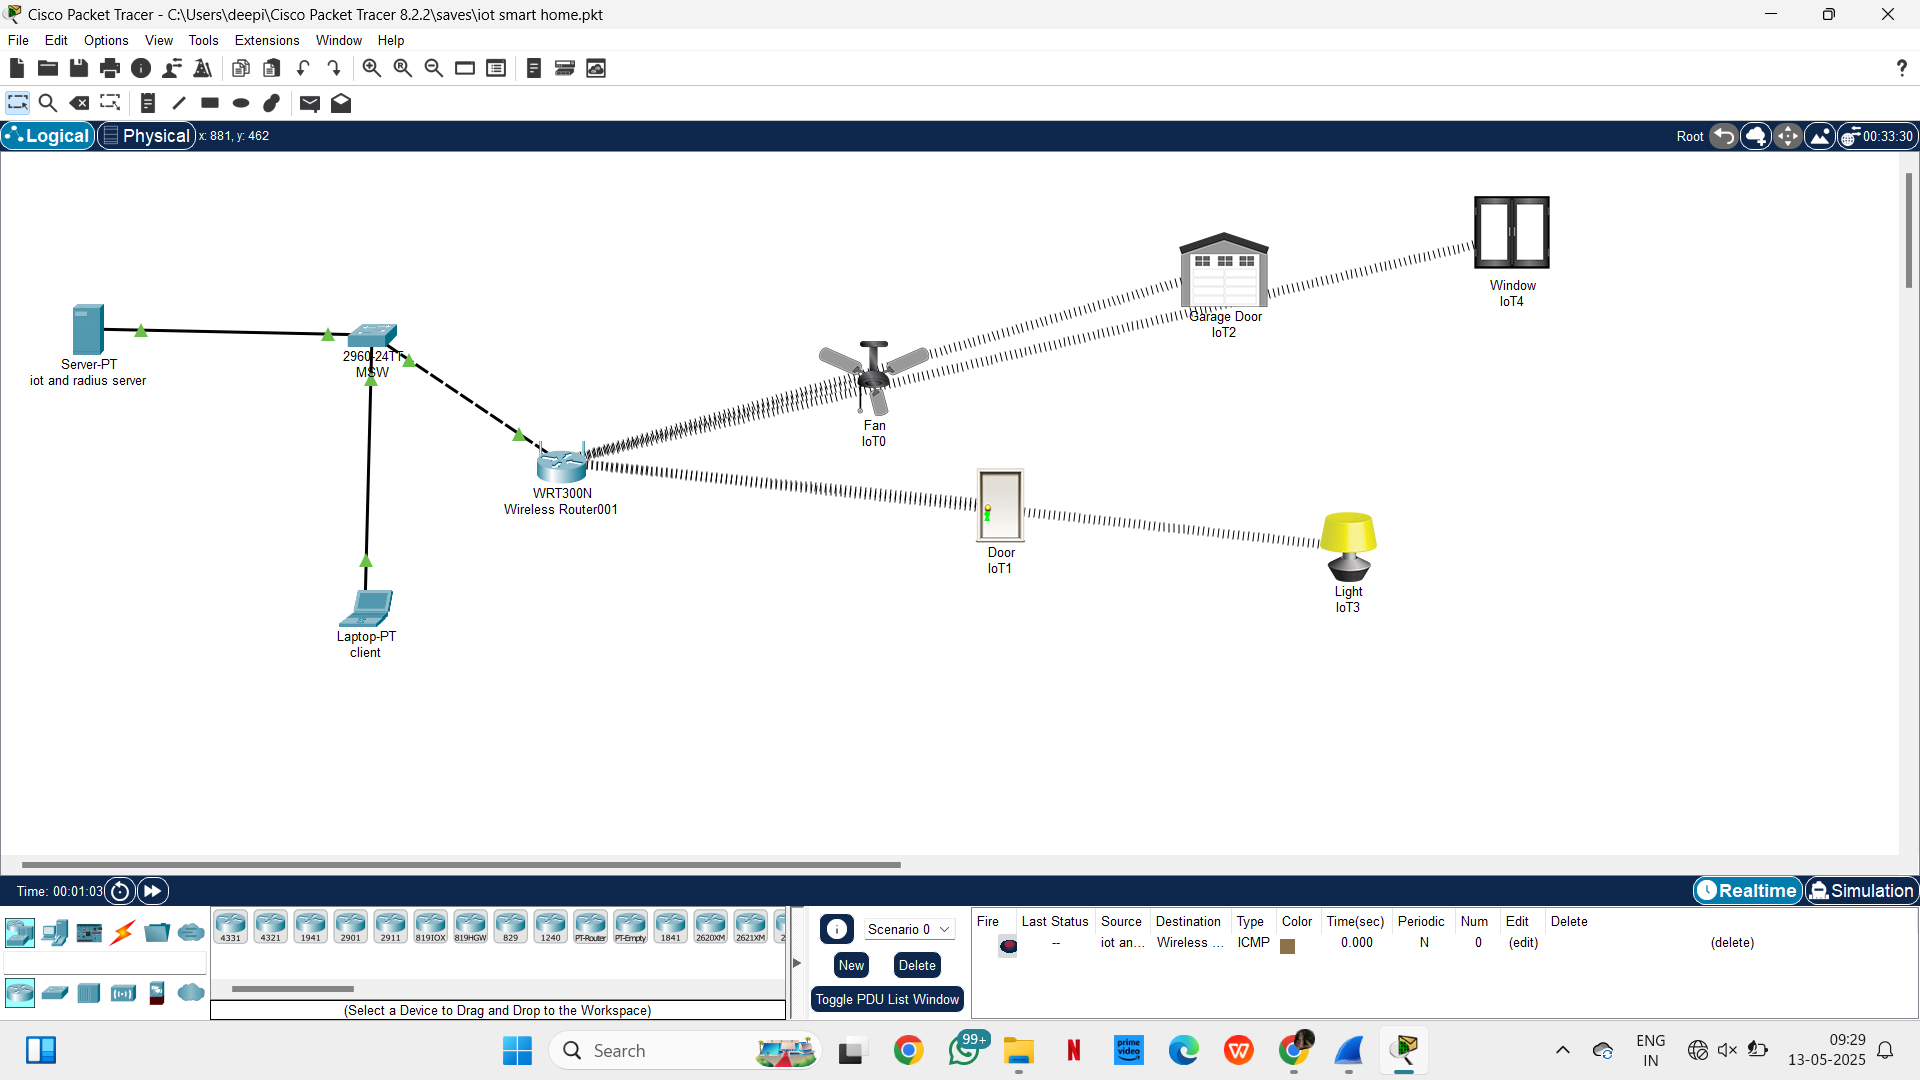 Cisco Packet Tracer - C:\Users\deepi\Cisco Packet Tracer 8.2.2\saves\iot smart home.pkt
File Edit Options View Tools Extensions Window Help
?
Logical Physical x: 881, y: 462 Root 00:33:30
Window
IoT4
Garage Door
IoT2
Server-PT
iot and radius server
2960-24TT
MSW
Fan
IoT0
WRT300N
Wireless Router001
Door
IoT1
Light
IoT3
Laptop-PT
client
Time: 00:01:03 Realtime Simulation
4331 4321 1941 2901 2911 819IOX 819HGW 829 1240 PT-Router PT-Empty 1841 2620XM 2621XM 2
(Select a Device to Drag and Drop to the Workspace)
Scenario 0
New Delete
Toggle PDU List Window
Fire Last Status Source Destination Type Color Time(sec) Periodic Num Edit Delete
-- iot an... Wireless ... ICMP 0.000 N 0 (edit) (delete)
Search
99+
N
prime video
W
ENG
IN
09:29
13-05-2025